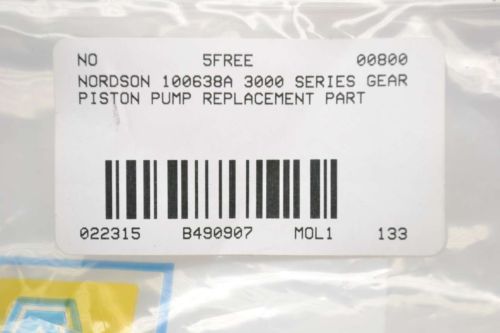 NO 5FREE 00800
NORDSON 100638A 3000 SERIES GEAR
PISTON PUMP REPLACEMENT PART
022315 B490907 MOL1 133